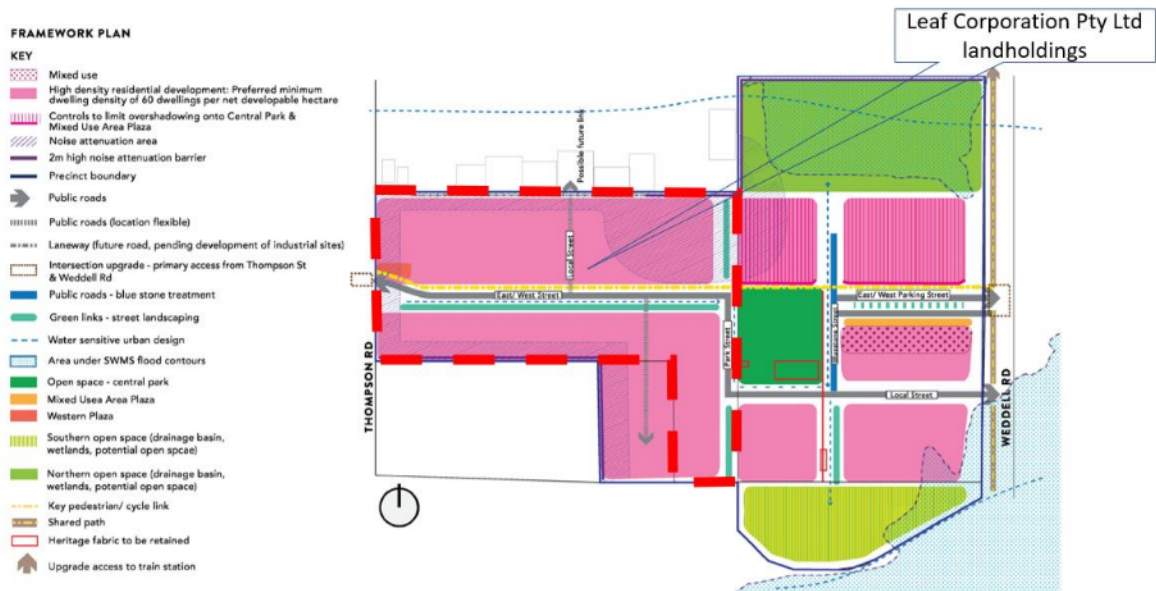 Leaf Corporation Pty Ltd
landholdings
FRAMEWORK PLAN
KEY
Mixed use
High density residential development: Preferred minimum
dwelling density of 60 dwellings per net developable hectare
Controls to limit overshadowing onto Central Park &
Mixed Use Area Plaza
Noise attenuation area
2m high noise attenuation barrier
Precinct boundary
Public roads
Public roads (location flexible)
Laneway (future road, pending development of industrial sites)
Intersection upgrade - primary access from Thompson St
& Weddell Rd
Public roads - blue stone treatment
Green links - street landscaping
Water sensitive urban design
Area under SWMS flood contours
Open space - central park
Mixed Usea Area Plaza
Western Plaza
Southern open space (drainage basin,
wetlands, potential open spcae)
Northern open space (drainage basin,
wetlands, potential open space)
Key pedestrian/ cycle link
Shared path
Heritage fabric to be retained
Upgrade access to train station
Possible future link
Local Street
East/ West Street
East/ West Parking Street
Park Street
Local Street
THOMPSON RD
WEDDELL RD